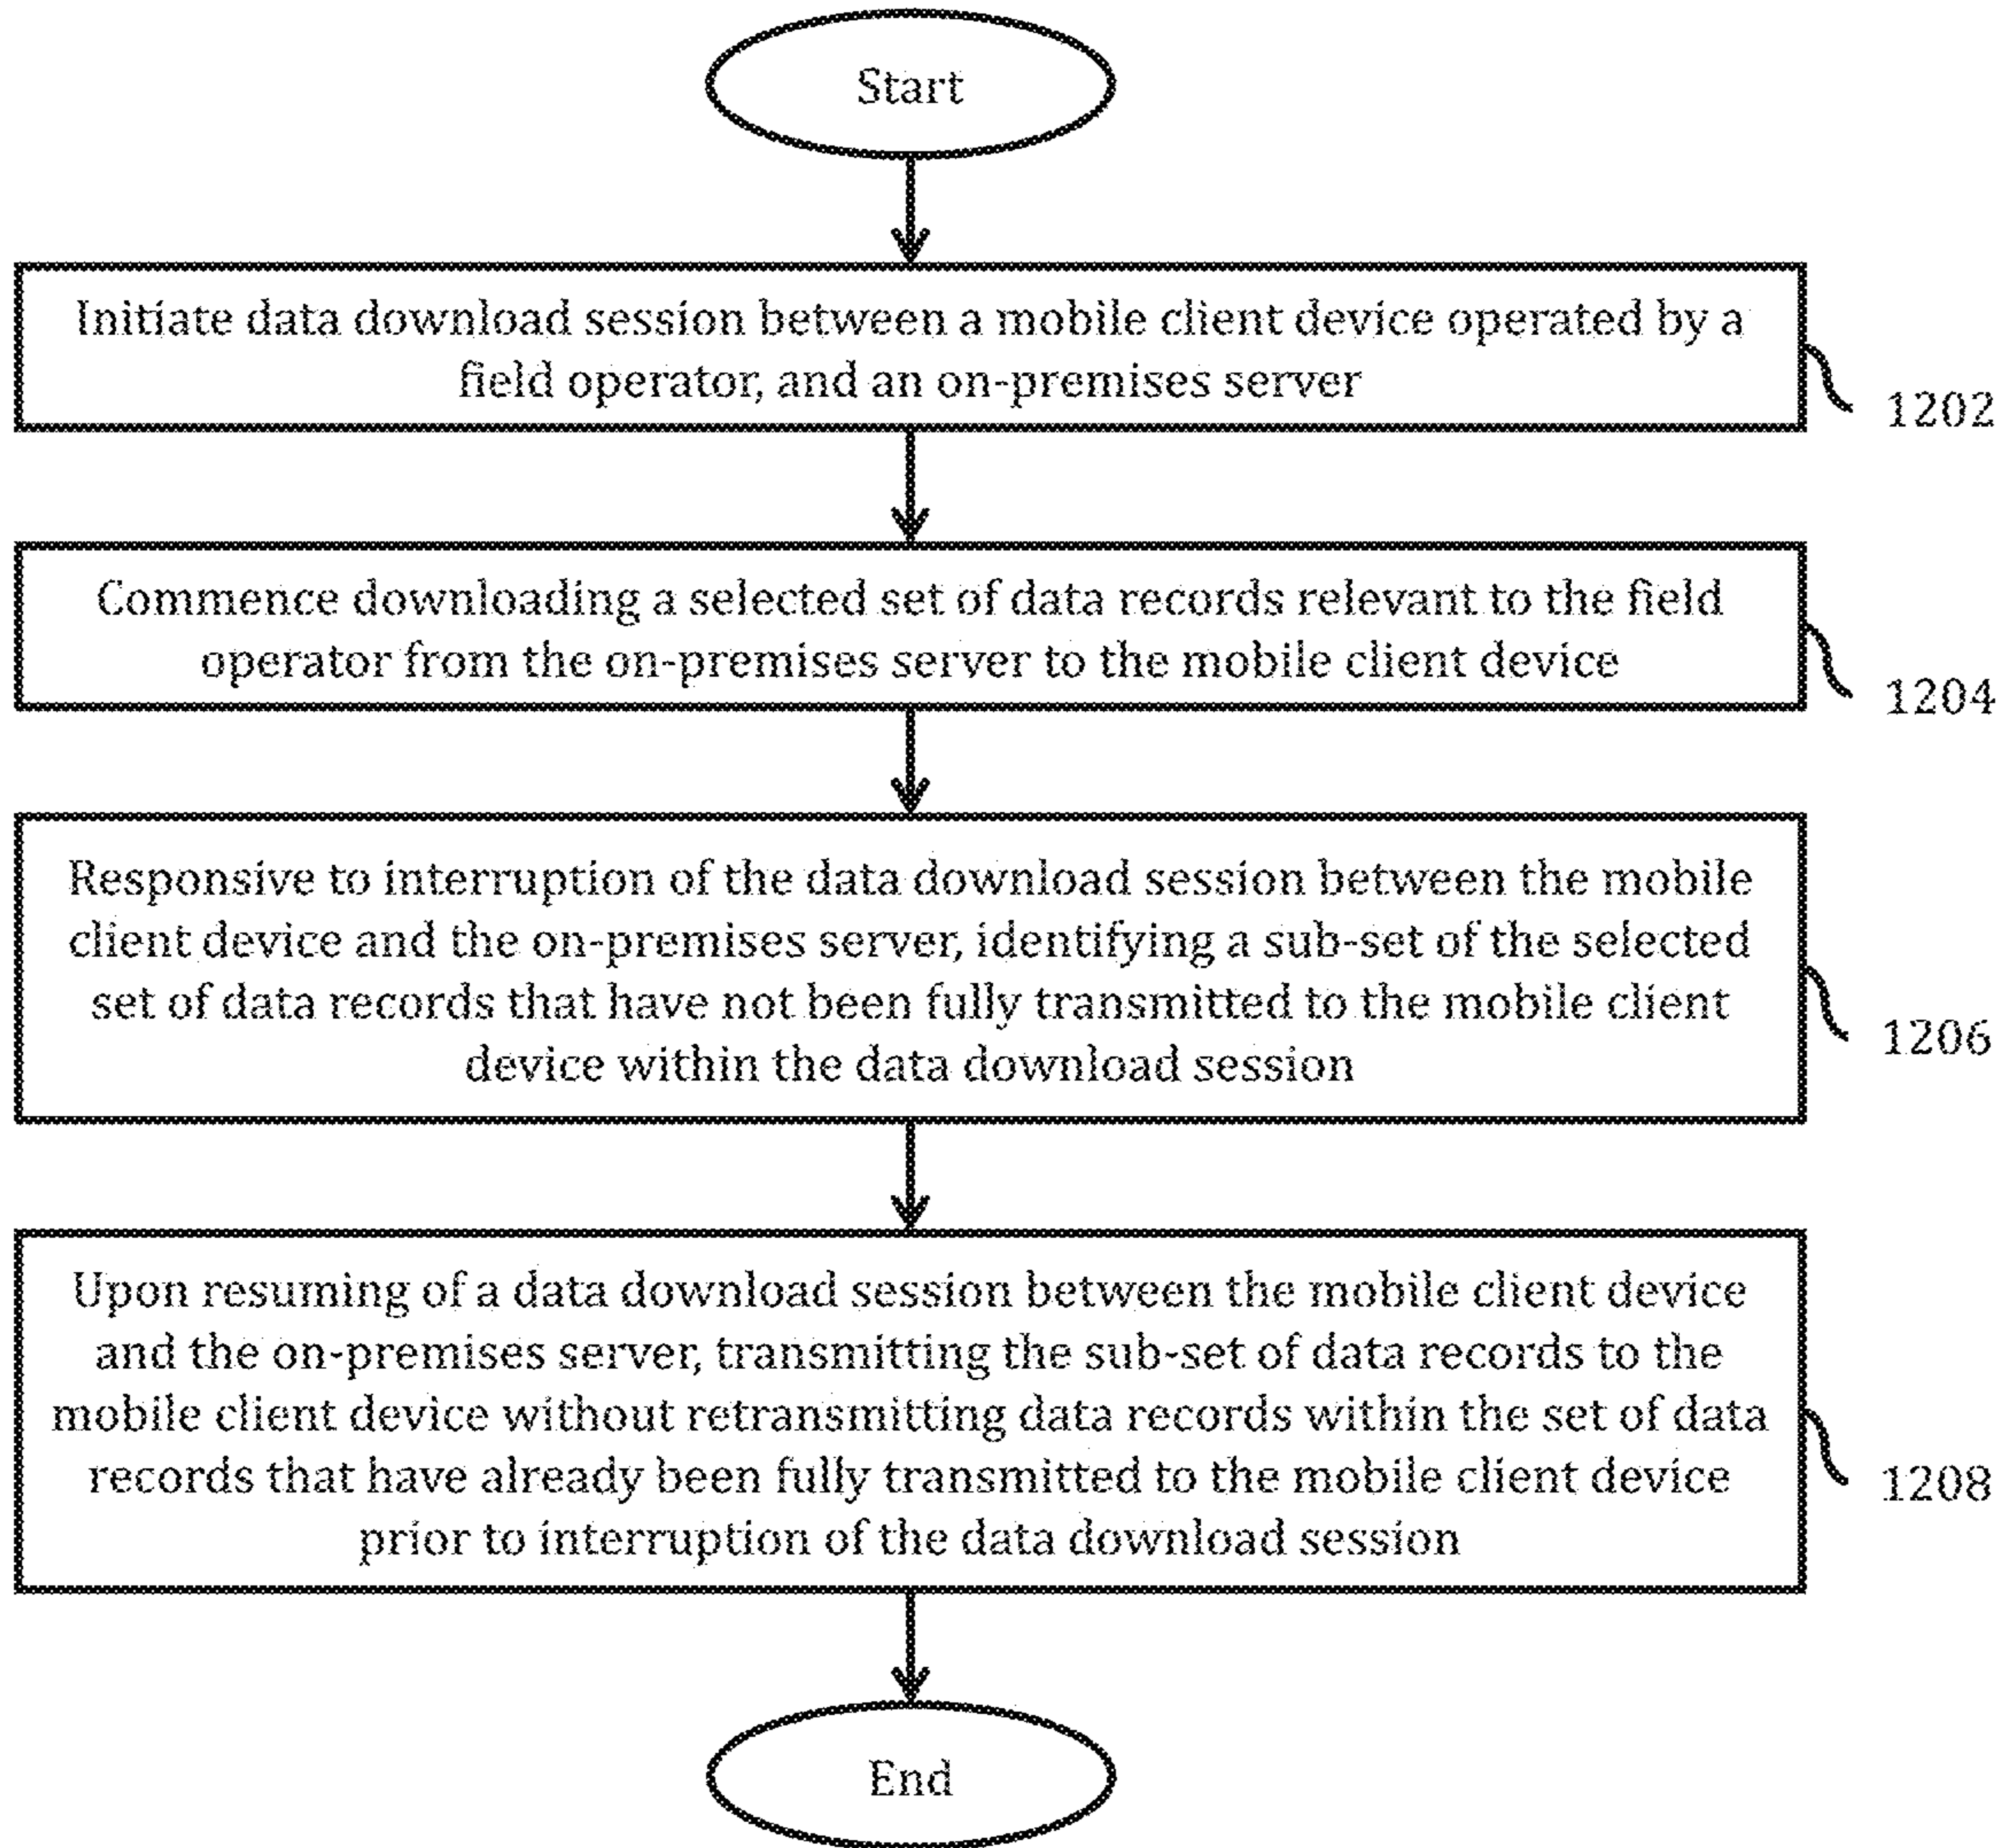 Start
Initiate data download session between a mobile client device operated by a
field operator, and an on-premises server
1202
Commence downloading a selected set of data records relevant to the field
operator from the on-premises server to the mobile client device
1204
Responsive to interruption of the data download session between the mobile
client device and the on-premises server, identifying a sub-set of the selected
set of data records that have not been fully transmitted to the mobile client
device within the data download session
1206
Upon resuming of a data download session between the mobile client device
and the on-premises server, transmitting the sub-set of data records to the
mobile client device without retransmitting data records within the set of data
records that have already been fully transmitted to the mobile client device
prior to interruption of the data download session
1208
End